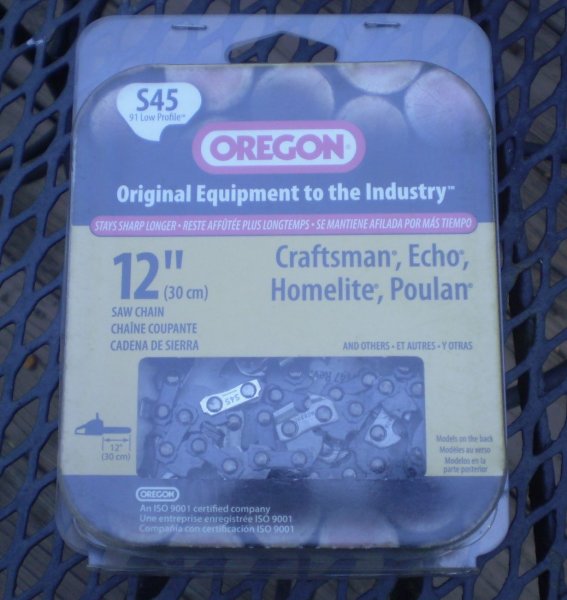 S45
91 Low Profile™
OREGON®
Original Equipment to the Industry™
STAYS SHARP LONGER • RESTE AFFÛTÉE PLUS LONGTEMPS • SE MANTIENE AFILADA POR MÁS TIEMPO
12" (30 cm)
SAW CHAIN
CHAÎNE COUPANTE
CADENA DE SIERRA
Craftsman®, Echo®,
Homelite®, Poulan®
AND OTHERS • ET AUTRES • Y OTRAS
S45
12"
(30 cm)
Models on the back
Modèles au verso
Modelos en la
parte posterior
OREGON
An ISO 9001 certified company
Une entreprise enregistrée ISO 9001
Compañía con certificación ISO 9001